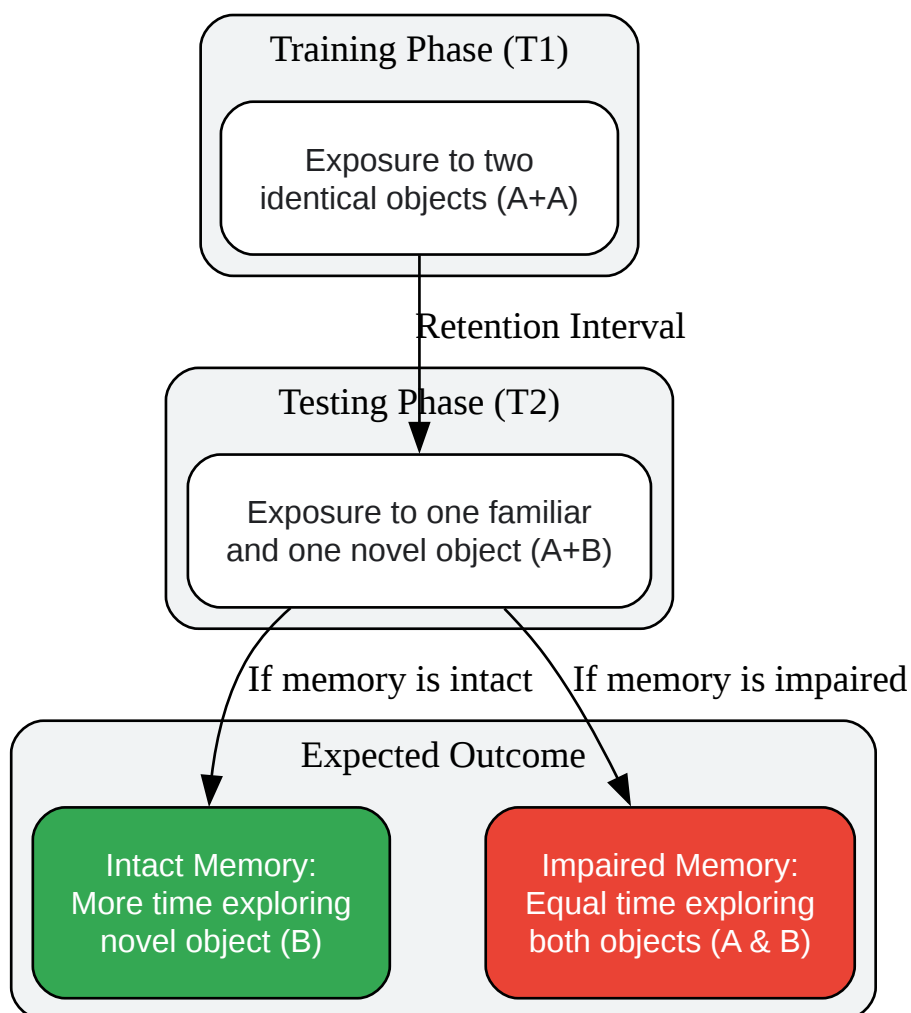 Training Phase (T1)
Exposure to two
identical objects (A+A)
Retention Interval
Testing Phase (T2)
Exposure to one familiar
and one novel object (A+B)
If memory is intact
If memory is impaired
Expected Outcome
Intact Memory:
More time exploring
novel object (B)
Impaired Memory:
Equal time exploring
both objects (A & B)